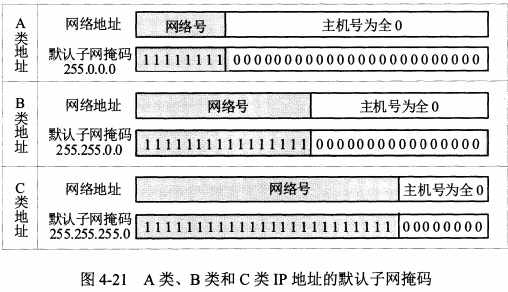 A类地址
网络地址 网络号 主机号为全0
默认子网掩码
255.0.0.0
11111111 000000000000000000000000
B类地址
网络地址 网络号 主机号为全0
默认子网掩码
255.255.0.0
1111111111111111 0000000000000000
C类地址
网络地址 网络号 主机号为全0
默认子网掩码
255.255.255.0
111111111111111111111111 00000000
图 4-21 A 类、B 类和 C 类 IP 地址的默认子网掩码